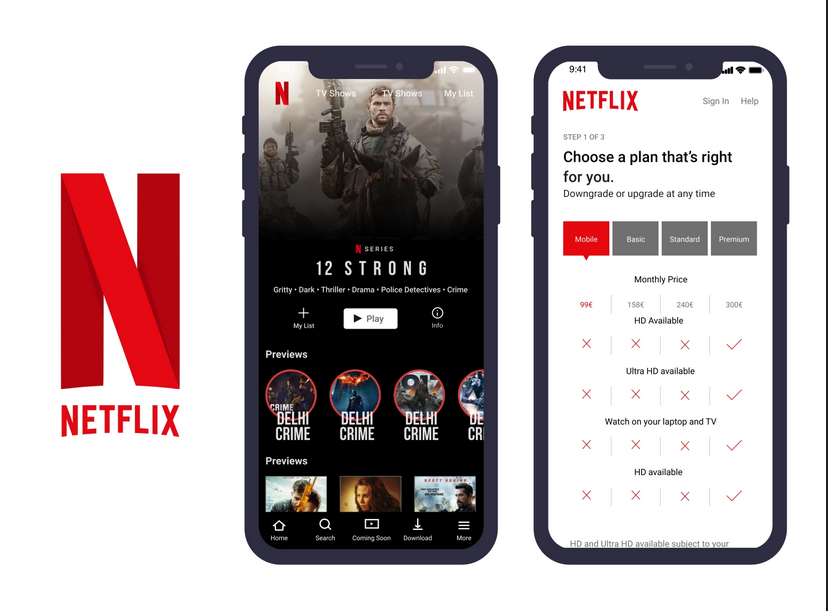 NETFLIX
TV Shows TV Shows My List
SERIES
12 STRONG
Gritty • Dark • Thriller • Drama • Police Detectives • Crime
My List
Play
Info
Previews
CRIME
DELHI
CRIME
DELHI
CRIME
DELHI
CRIME
DE
CR
Previews
SCOTT ADKINS
Home
Search
Coming Soon
Download
More
9:41
NETFLIX
Sign In Help
STEP 1 OF 3
Choose a plan that's right
for you.
Downgrade or upgrade at any time
Mobile Basic Standard Premium
Monthly Price
99€ 158€ 240€ 300€
HD Available
Ultra HD available
Watch on your laptop and TV
HD available
HD and Ultra HD available subject to your